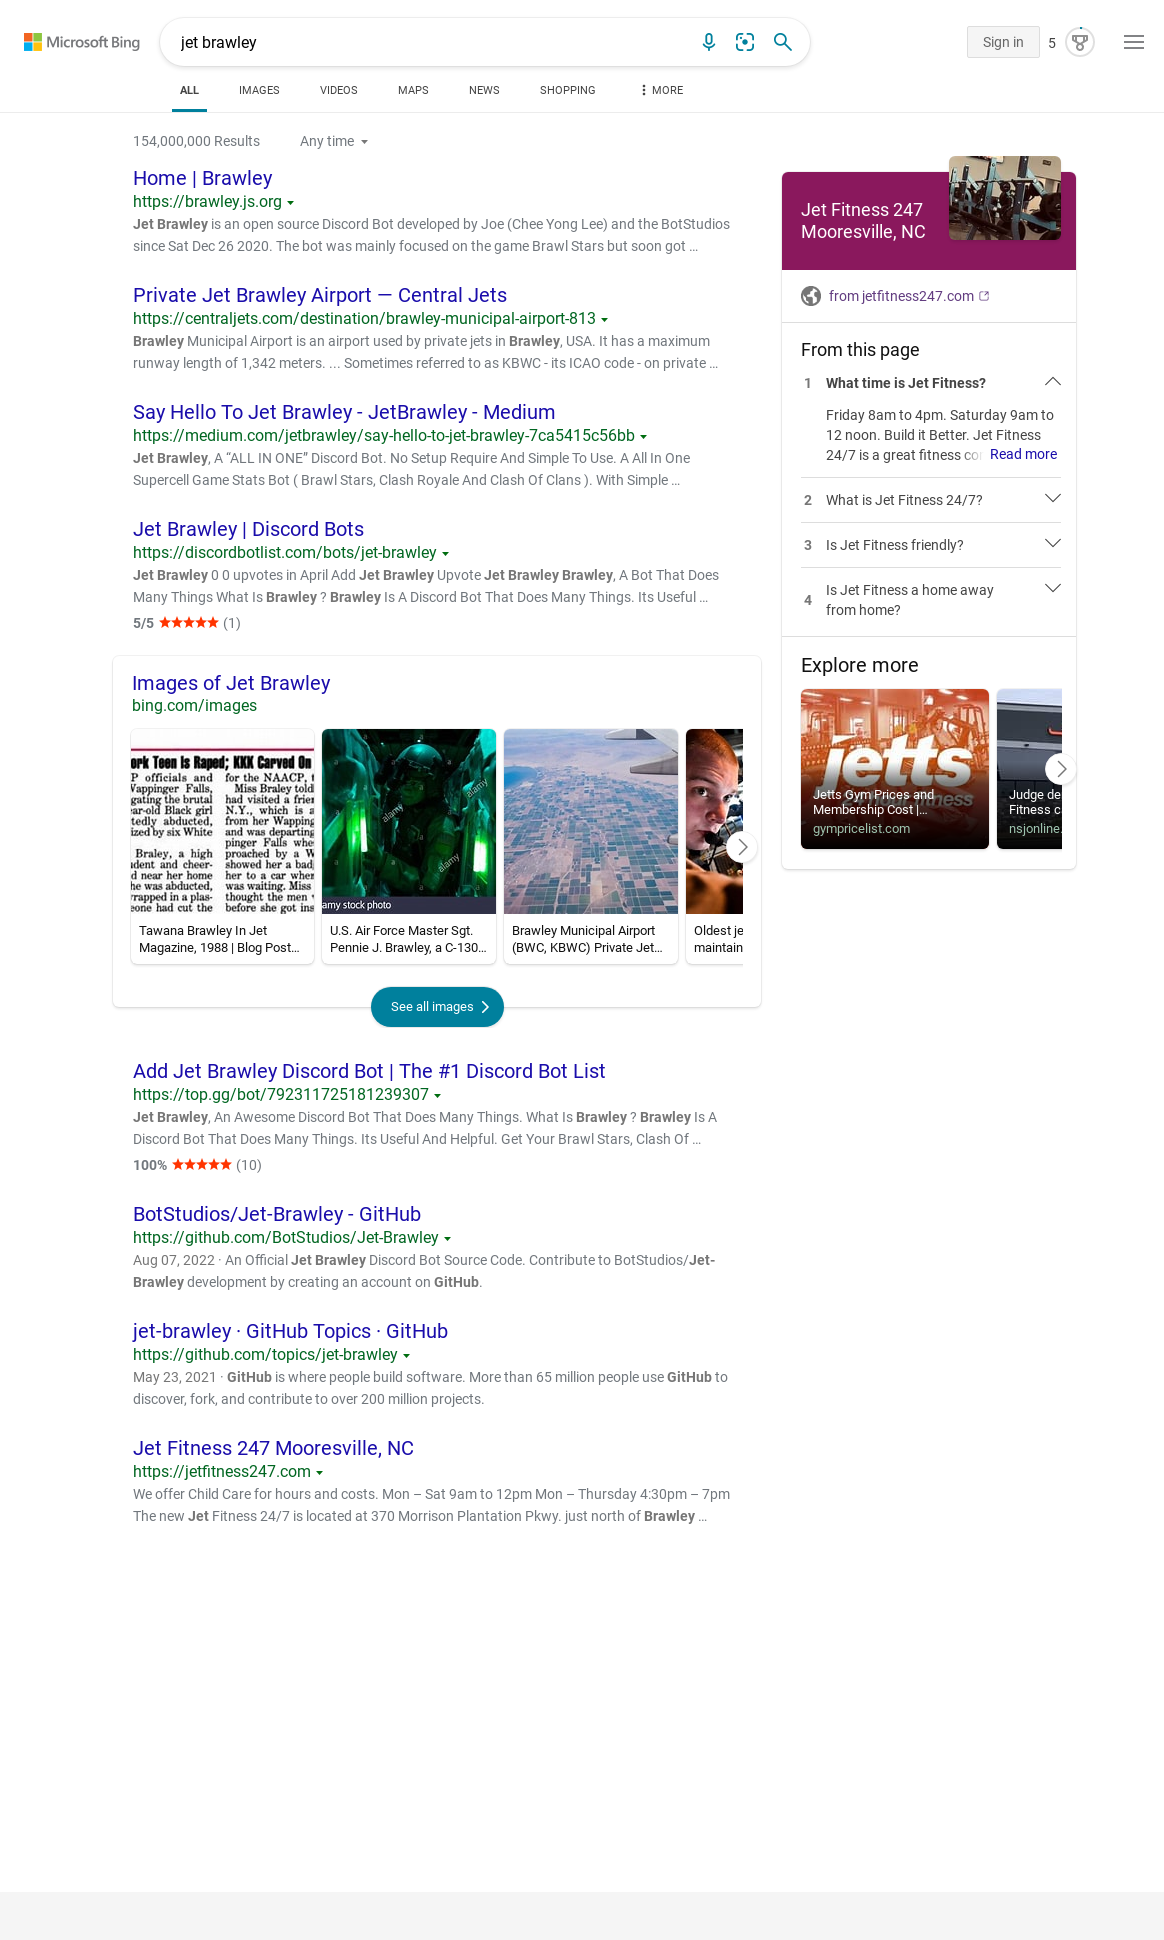 Microsoft Bing
jet brawley
Sign in
5
ALL
IMAGES
VIDEOS
MAPS
NEWS
SHOPPING
MORE
154,000,000 Results
Any time
Home | Brawley
https://brawley.js.org
Jet Brawley is an open source Discord Bot developed by Joe (Chee Yong Lee) and the BotStudios
since Sat Dec 26 2020. The bot was mainly focused on the game Brawl Stars but soon got …
Private Jet Brawley Airport — Central Jets
https://centraljets.com/destination/brawley-municipal-airport-813
Brawley Municipal Airport is an airport used by private jets in Brawley, USA. It has a maximum
runway length of 1,342 meters. ... Sometimes referred to as KBWC - its ICAO code - on private …
Say Hello To Jet Brawley - JetBrawley - Medium
https://medium.com/jetbrawley/say-hello-to-jet-brawley-7ca5415c56bb
Jet Brawley, A “ALL IN ONE” Discord Bot. No Setup Require And Simple To Use. A All In One
Supercell Game Stats Bot ( Brawl Stars, Clash Royale And Clash Of Clans ). With Simple …
Jet Brawley | Discord Bots
https://discordbotlist.com/bots/jet-brawley
Jet Brawley 0 0 upvotes in April Add Jet Brawley Upvote Jet Brawley Brawley, A Bot That Does
Many Things What Is Brawley ? Brawley Is A Discord Bot That Does Many Things. Its Useful …
5/5 (1)
Images of Jet Brawley
bing.com/images
ork Teen Is Raped; KKK Carved On
P officials and
Wappinger Falls,
gating the brutal
ear-old Black girl
tedly abducted,
ized by six White
Braley, a high
dent and cheer-
ed near her home
he was abducted,
wrapped in a plas-
eone had cut the
for the NAACP, t
Miss Braley told
had visited a frien
N.Y., which is a
from her Wapping
and was departing
pinger Falls whe
proached by a W
showed her a bad
her to a car when
was waiting. Miss
thought the men v
before she got ins
a
alamy
alamy
alamy
amy stock photo
Tawana Brawley In Jet
Magazine, 1988 | Blog Post…
U.S. Air Force Master Sgt.
Pennie J. Brawley, a C-130…
Brawley Municipal Airport
(BWC, KBWC) Private Jet…
Oldest je
maintain
See all images
Add Jet Brawley Discord Bot | The #1 Discord Bot List
https://top.gg/bot/792311725181239307
Jet Brawley, An Awesome Discord Bot That Does Many Things. What Is Brawley ? Brawley Is A
Discord Bot That Does Many Things. Its Useful And Helpful. Get Your Brawl Stars, Clash Of …
100% (10)
BotStudios/Jet-Brawley - GitHub
https://github.com/BotStudios/Jet-Brawley
Aug 07, 2022 · An Official Jet Brawley Discord Bot Source Code. Contribute to BotStudios/Jet-
Brawley development by creating an account on GitHub.
jet-brawley · GitHub Topics · GitHub
https://github.com/topics/jet-brawley
May 23, 2021 · GitHub is where people build software. More than 65 million people use GitHub to
discover, fork, and contribute to over 200 million projects.
Jet Fitness 247 Mooresville, NC
https://jetfitness247.com
We offer Child Care for hours and costs. Mon – Sat 9am to 12pm Mon – Thursday 4:30pm – 7pm
The new Jet Fitness 24/7 is located at 370 Morrison Plantation Pkwy. just north of Brawley …
Jet Fitness 247
Mooresville, NC
from jetfitness247.com
From this page
1 What time is Jet Fitness?
Friday 8am to 4pm. Saturday 9am to
12 noon. Build it Better. Jet Fitness
24/7 is a great fitness co Read more
2 What is Jet Fitness 24/7?
3 Is Jet Fitness friendly?
4 Is Jet Fitness a home away
from home?
Explore more
jetts
fitness
Jetts Gym Prices and
Membership Cost |…
gympricelist.com
Judge de
Fitness c
nsjonline.